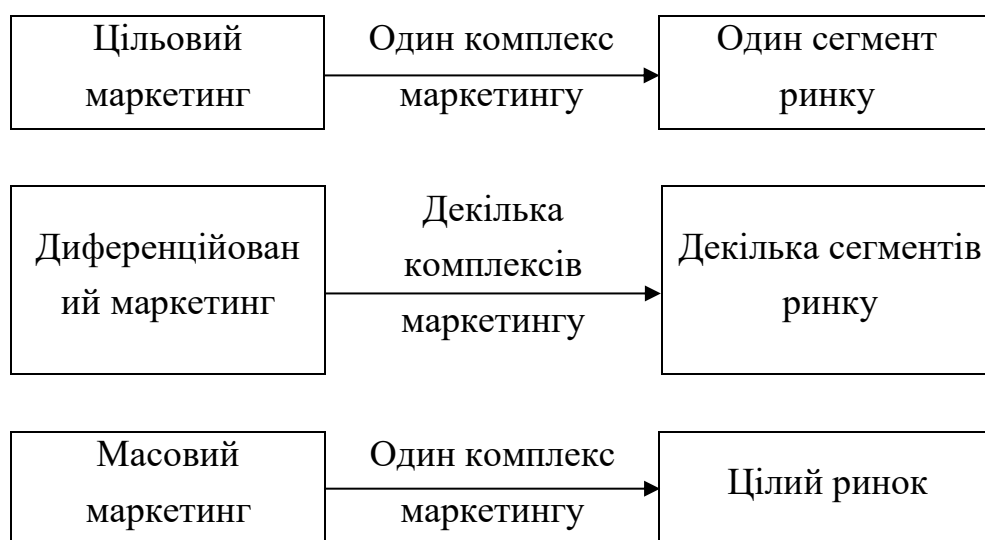 Цільовий
маркетинг
Один комплекс
маркетингу
Один сегмент
ринку
Диференційован
ий маркетинг
Декілька
комплексів
маркетингу
Декілька сегментів
ринку
Масовий
маркетинг
Один комплекс
маркетингу
Цілий ринок